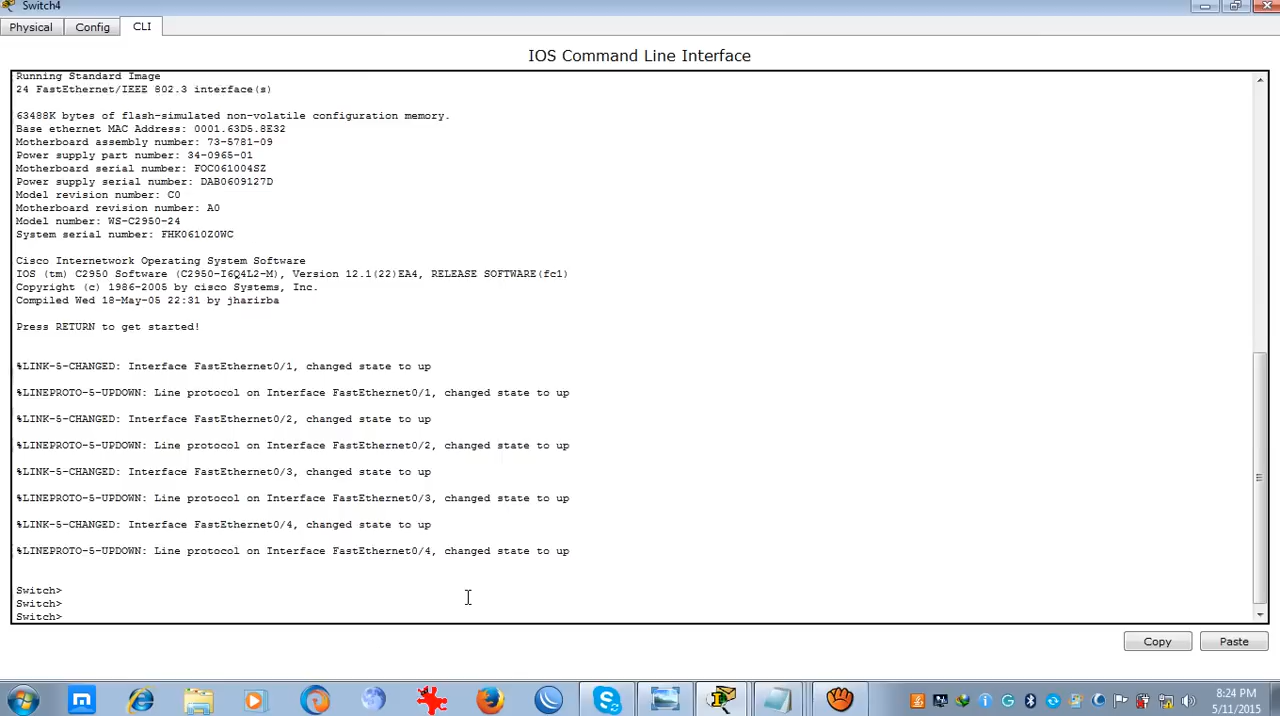 Switch4
Physical
Config
CLI
IOS Command Line Interface
Running Standard Image
24 FastEthernet/IEEE 802.3 interface(s)
63488K bytes of flash-simulated non-volatile configuration memory.
Base ethernet MAC Address: 0001.63D5.8E32
Motherboard assembly number: 73-5781-09
Power supply part number: 34-0965-01
Motherboard serial number: FOC061004SZ
Power supply serial number: DAB0609127D
Model revision number: C0
Motherboard revision number: A0
Model number: WS-C2950-24
System serial number: FHK0610Z0WC
Cisco Internetwork Operating System Software
IOS (tm) C2950 Software (C2950-I6Q4L2-M), Version 12.1(22)EA4, RELEASE SOFTWARE(fc1)
Copyright (c) 1986-2005 by cisco Systems, Inc.
Compiled Wed 18-May-05 22:31 by jharirba
Press RETURN to get started!
%LINK-5-CHANGED: Interface FastEthernet0/1, changed state to up
%LINEPROTO-5-UPDOWN: Line protocol on Interface FastEthernet0/1, changed state to up
%LINK-5-CHANGED: Interface FastEthernet0/2, changed state to up
%LINEPROTO-5-UPDOWN: Line protocol on Interface FastEthernet0/2, changed state to up
%LINK-5-CHANGED: Interface FastEthernet0/3, changed state to up
%LINEPROTO-5-UPDOWN: Line protocol on Interface FastEthernet0/3, changed state to up
%LINK-5-CHANGED: Interface FastEthernet0/4, changed state to up
%LINEPROTO-5-UPDOWN: Line protocol on Interface FastEthernet0/4, changed state to up
Switch>
Switch>
Switch>
Copy
Paste
8:24 PM
5/11/2015